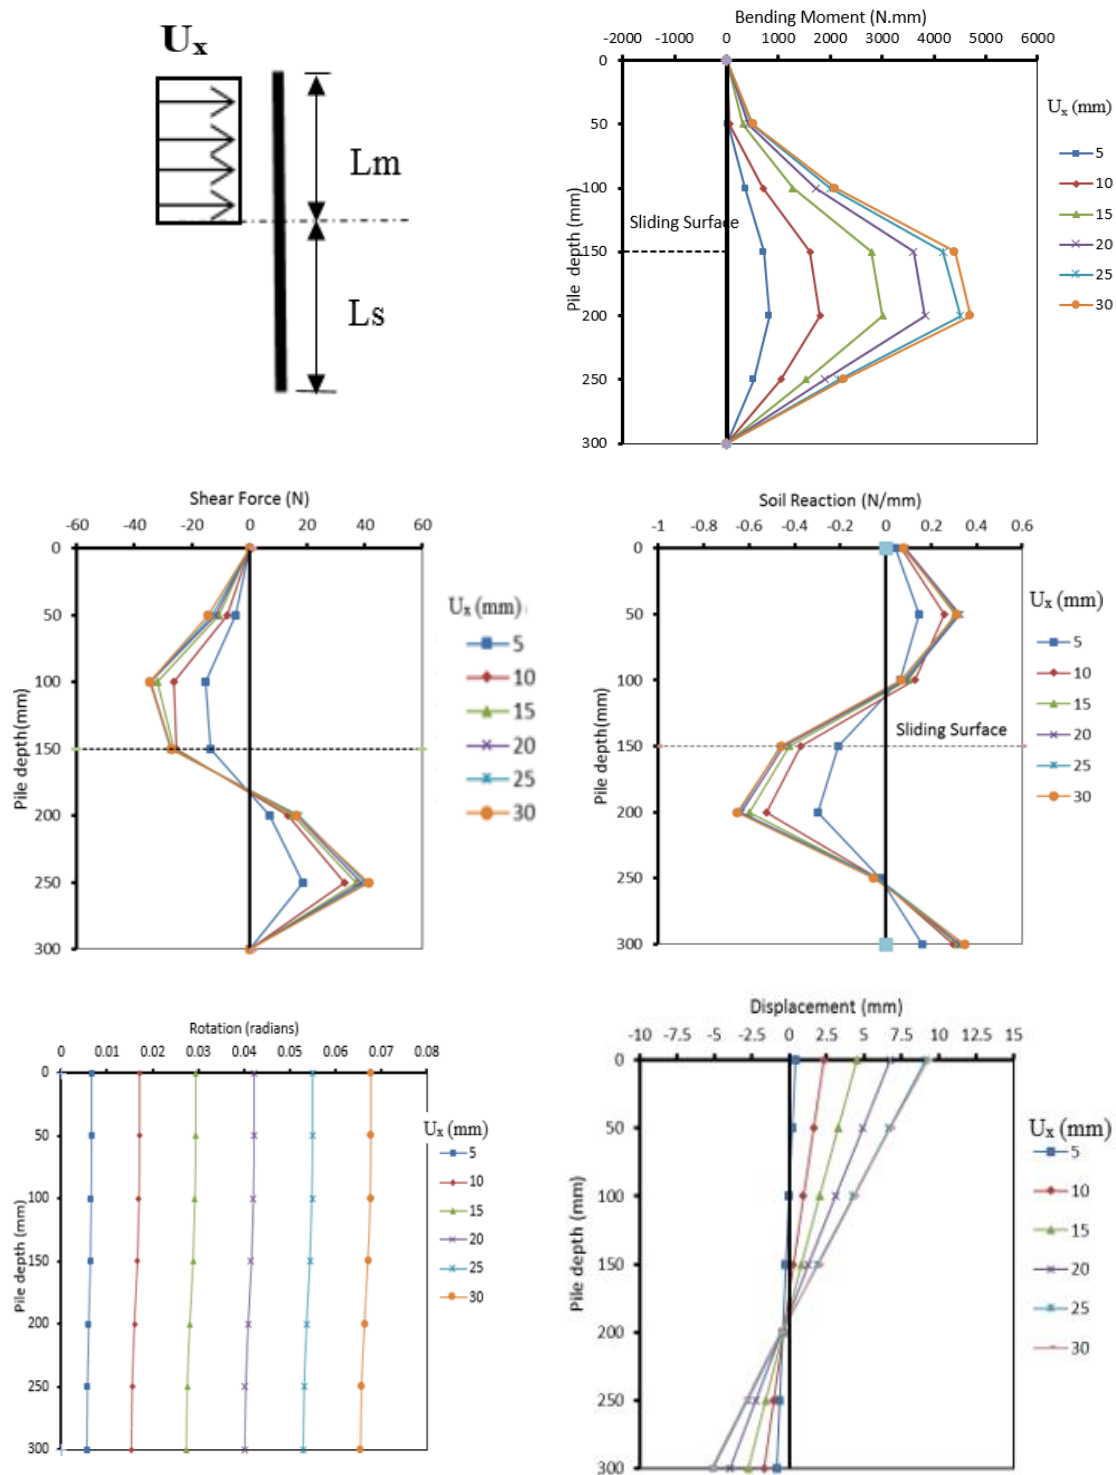 Ux
Lm
Ls
Bending Moment (N.mm)
-2000 -1000 0 1000 2000 3000 4000 5000 6000
Pile depth (mm)
0
50
100
150
200
250
300
Sliding Surface
Ux (mm)
5
10
15
20
25
30
Shear Force (N)
-60 -40 -20 0 20 40 60
Pile depth(mm)
0
50
100
150
200
250
300
Ux (mm)
5
10
15
20
25
30
Soil Reaction (N/mm)
-1 -0.8 -0.6 -0.4 -0.2 0 0.2 0.4 0.6
Pile depth(mm)
0
50
100
150
200
250
300
Sliding Surface
Ux (mm)
5
10
15
20
25
30
Rotation (radians)
0 0.01 0.02 0.03 0.04 0.05 0.06 0.07 0.08
Pile depth (mm)
0
50
100
150
200
250
300
Ux (mm)
5
10
15
20
25
30
Displacement (mm)
-10 -7.5 -5 -2.5 0 2.5 5 7.5 10 12.5 15
Pile depth (mm)
0
50
100
150
200
250
300
Ux (mm)
5
10
15
20
25
30